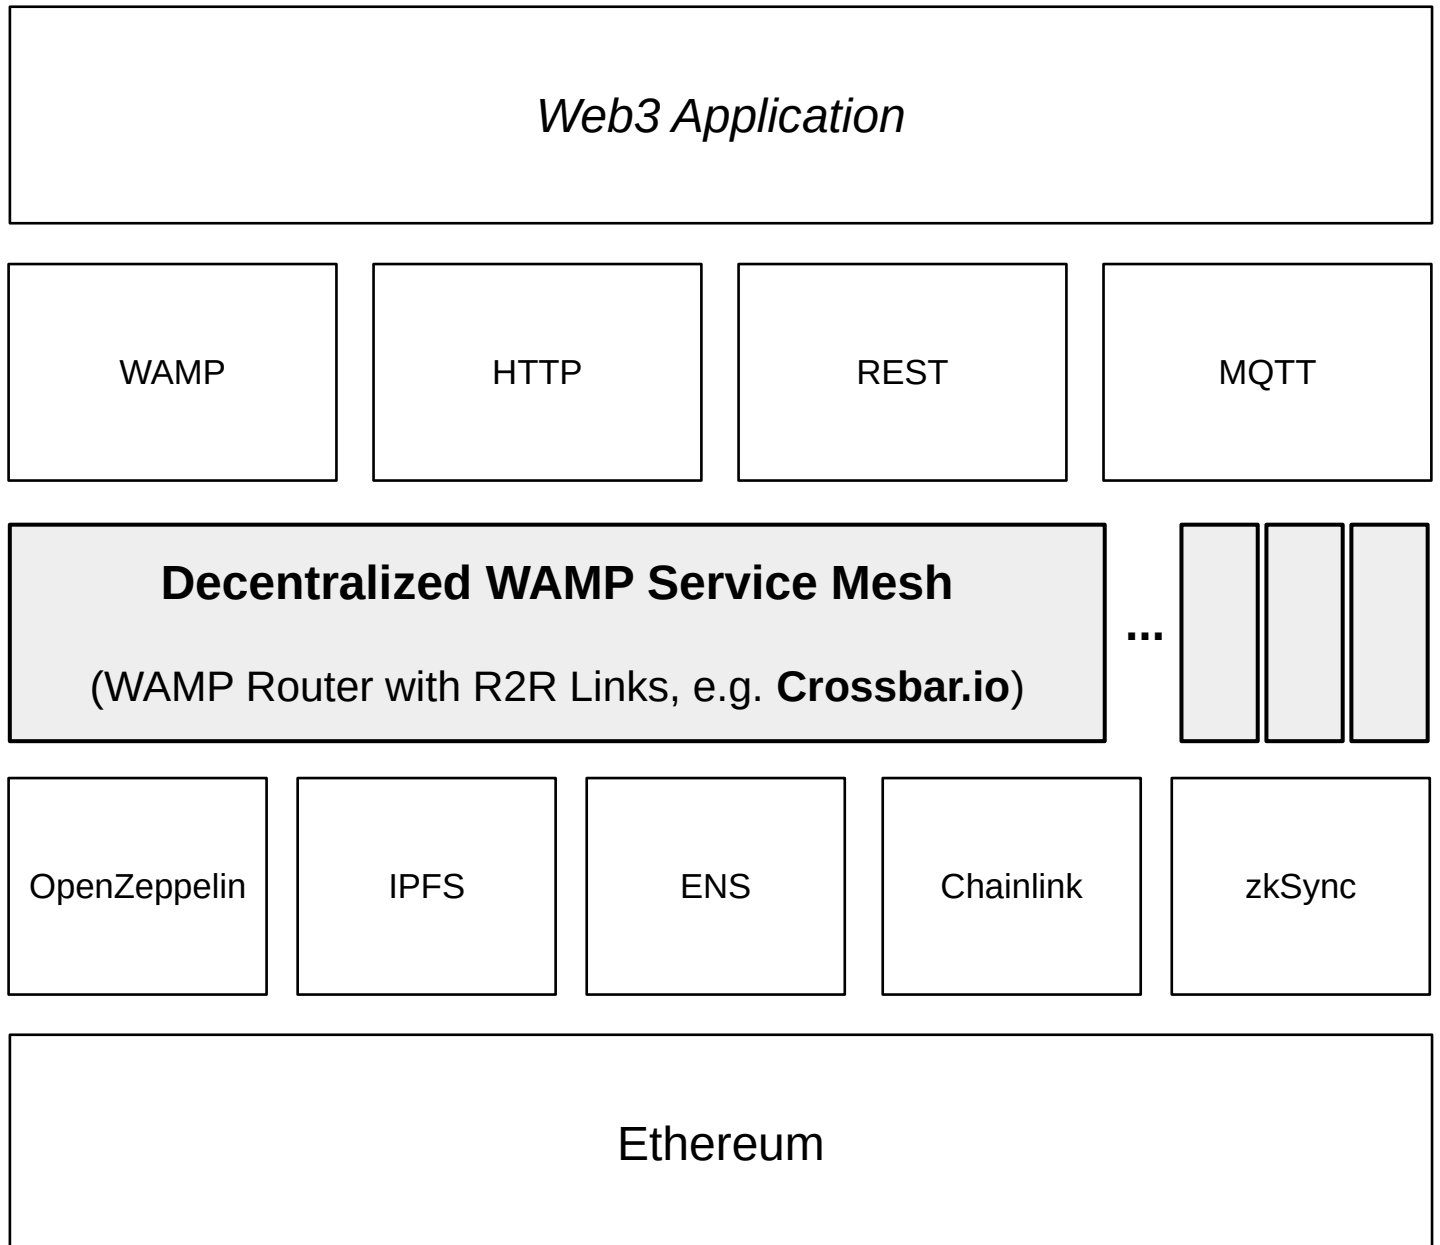 Web3 Application
WAMP
HTTP
REST
MQTT
Decentralized WAMP Service Mesh
...
(WAMP Router with R2R Links, e.g. Crossbar.io)
OpenZeppelin
IPFS
ENS
Chainlink
zkSync
Ethereum